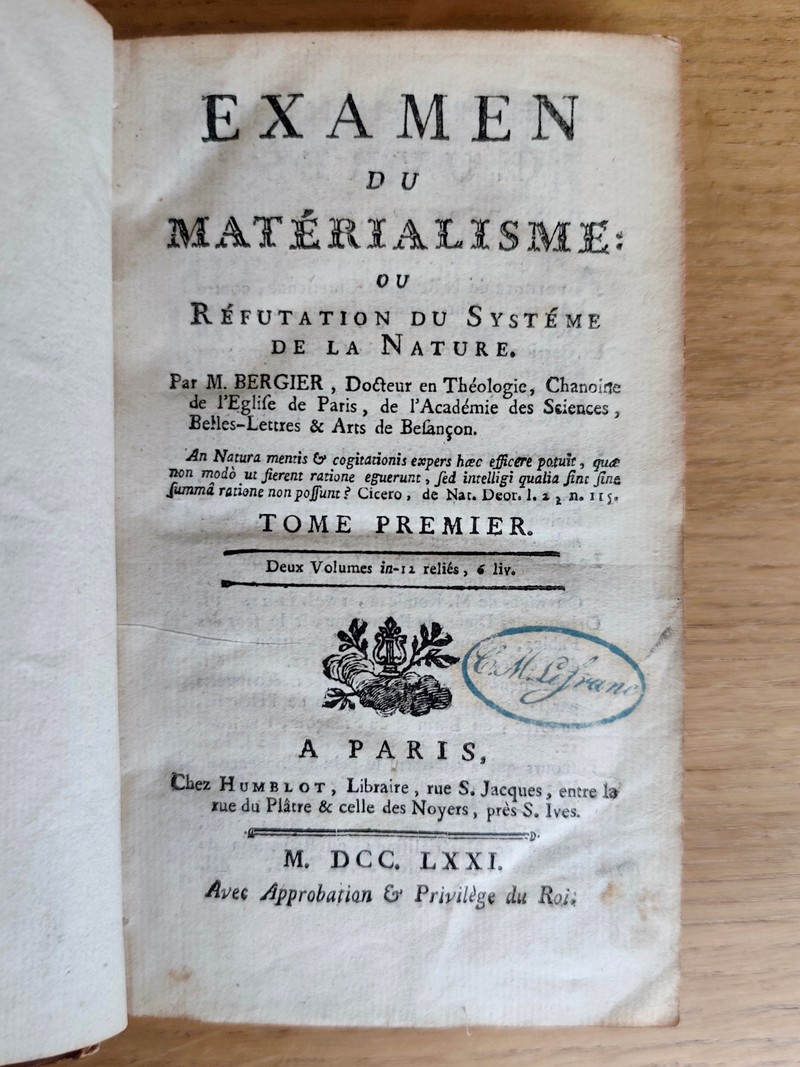 EXAMEN
DU
MATÉRIALISME:
OU
RÉFUTATION DU SYSTÉME
DE LA NATURE.
Par M. BERGIER, Docteur en Théologie, Chanoine
de l'Egliſe de Paris, de l'Académie des Sciences,
Belles-Lettres & Arts de Beſançon.
An Natura mentis & cogitationis expers hæc efficere potuit, quæ
non modò ut fierent ratione eguerunt, ſed intelligi qualia ſint ſine
ſummâ ratione non poſſunt? Cicero, de Nat. Deor. l. 2, n. 115.
TOME PREMIER.
Deux Volumes in-12 reliés, 6 liv.
C. M. Lefranc
A PARIS,
Chez HUMBLOT, Libraire, rue S. Jacques, entre la
rue du Plâtre & celle des Noyers, près S. Ives.
M. DCC. LXXI.
Avec Approbation & Privilège du Roi.